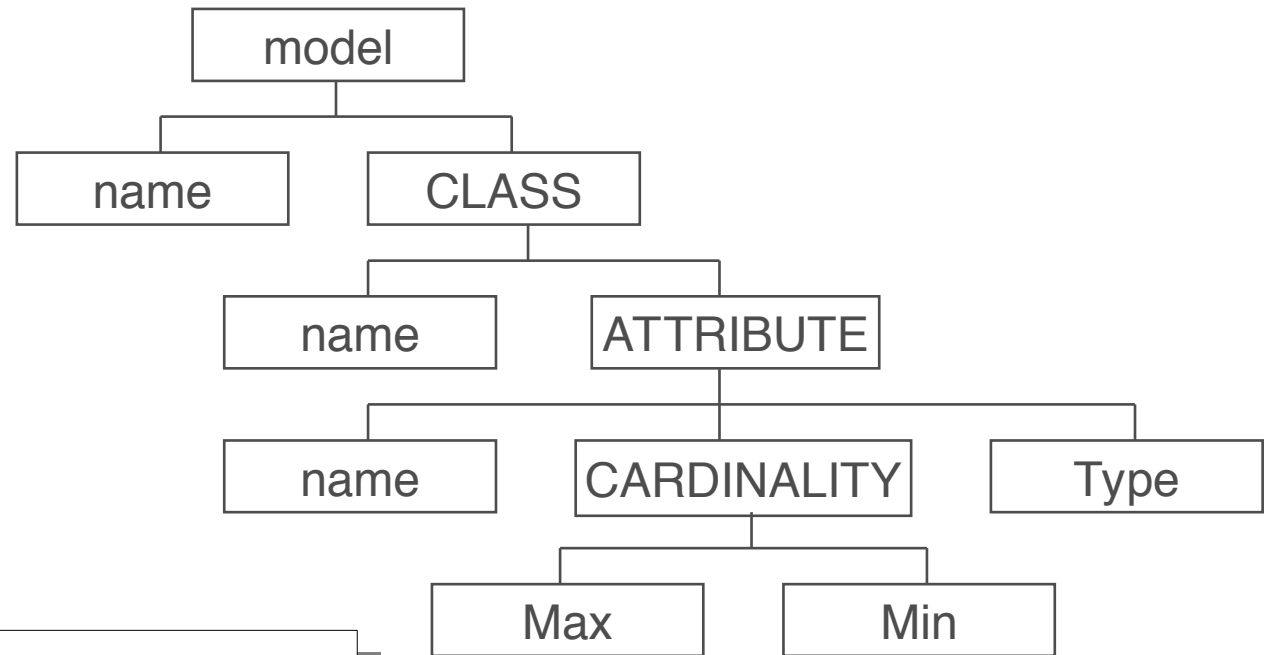 model
name
CLASS
name
ATTRIBUTE
name
CARDINALITY
Type
Max
Min